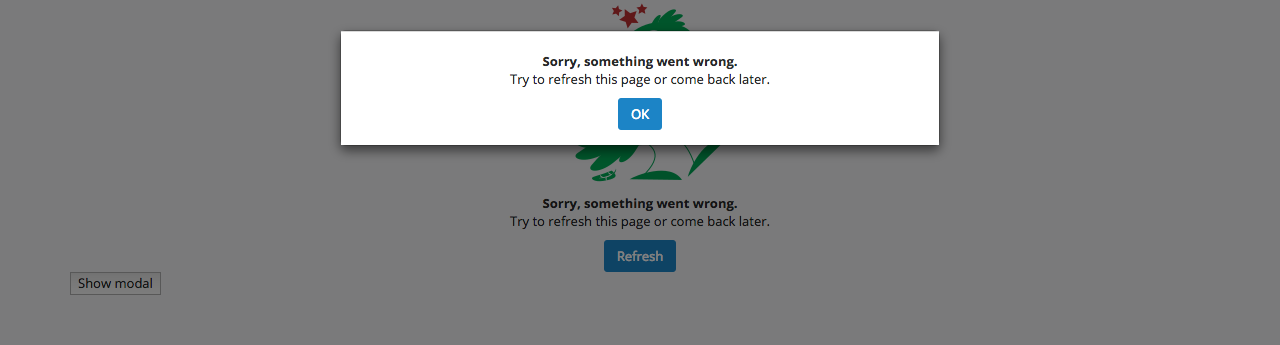 Sorry, something went wrong.
Try to refresh this page or come back later.
OK
Sorry, something went wrong.
Try to refresh this page or come back later.
Refresh
Show modal